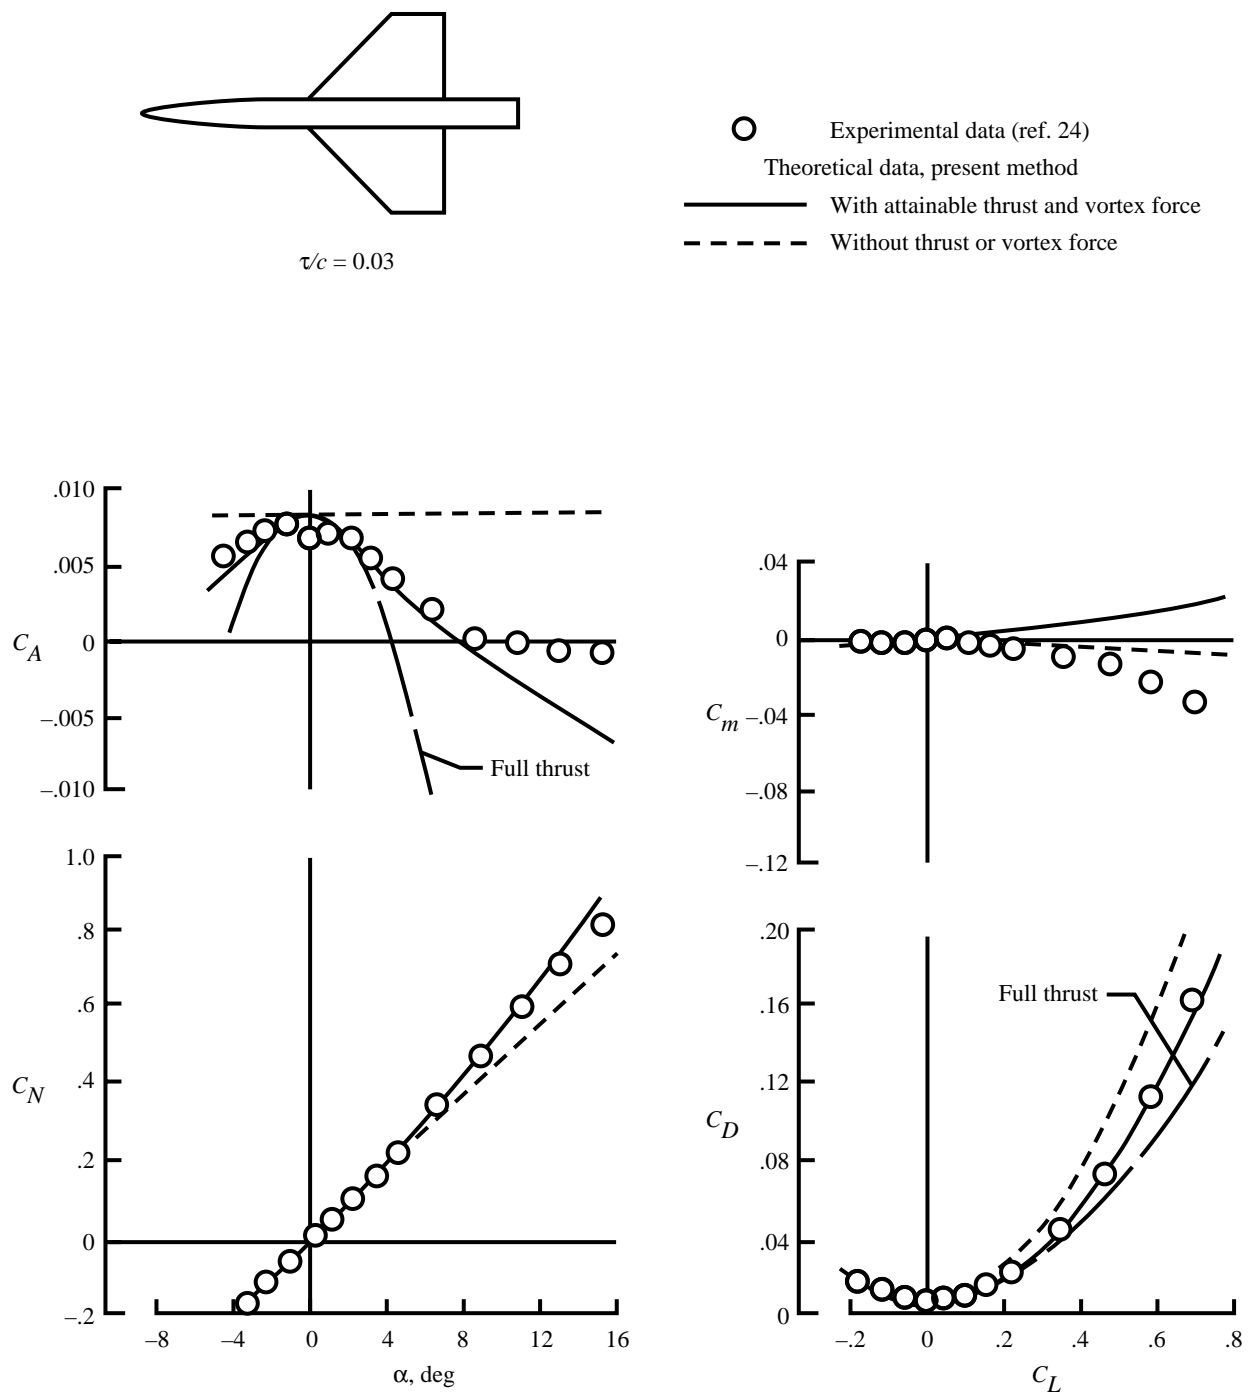 Experimental data (ref. 24)
Theoretical data, present method
With attainable thrust and vortex force
Without thrust or vortex force
τ/c = 0.03
.010
.005
0
–.005
–.010
C_A
Full thrust
.04
0
–.04
–.08
–.12
C_m
1.0
.8
.6
.4
.2
0
–.2
C_N
–8 –4 0 4 8 12 16
α, deg
.20
.16
.12
.08
.04
0
C_D
Full thrust
–.2 0 .2 .4 .6 .8
C_L